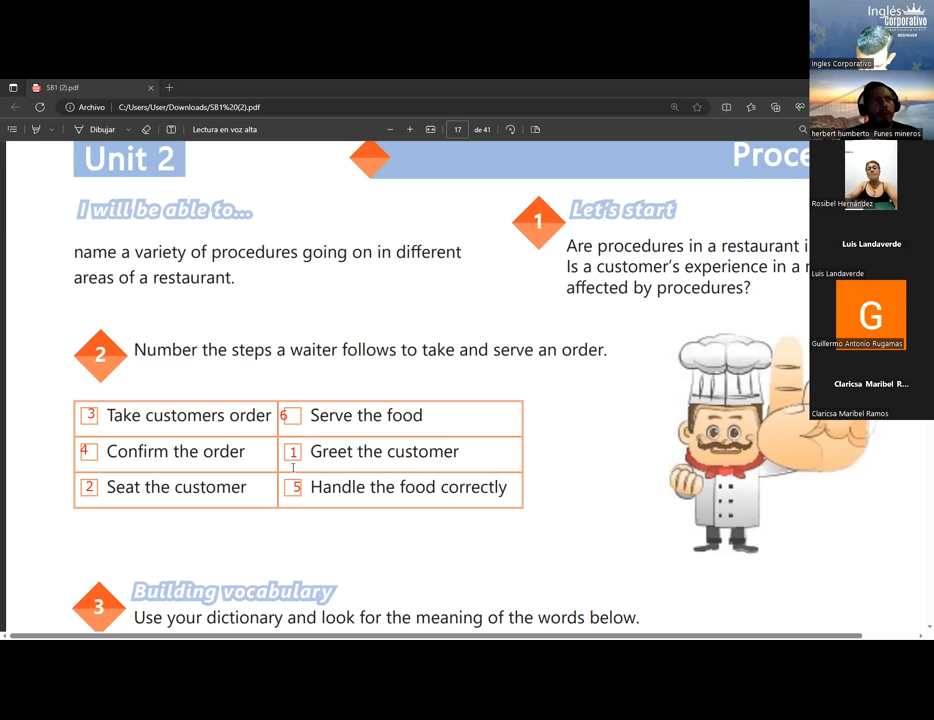 Inglés
Corporativo
BEGINNER
Ingles Corporativo
SB1 (2).pdf
Archivo
C:/Users/User/Downloads/SB1%20(2).pdf
herbert humberto Funes mineros
Dibujar
Lectura en voz alta
17
de 41
Unit 2
Proce
Rosibel Hernández
I will be able to...
name a variety of procedures going on in different
areas of a restaurant.
1
Let's start
Are procedures in a restaurant i
Is a customer's experience in a r
affected by procedures?
Luis Landaverde
Luis Landaverde
G
Guillermo Antonio Rugamas
2
Number the steps a waiter follows to take and serve an order.
Claricsa Maribel R...
Claricsa Maribel Ramos
3 Take customers order
6 Serve the food
4 Confirm the order
1 Greet the customer
2 Seat the customer
5 Handle the food correctly
3
Building vocabulary
Use your dictionary and look for the meaning of the words below.